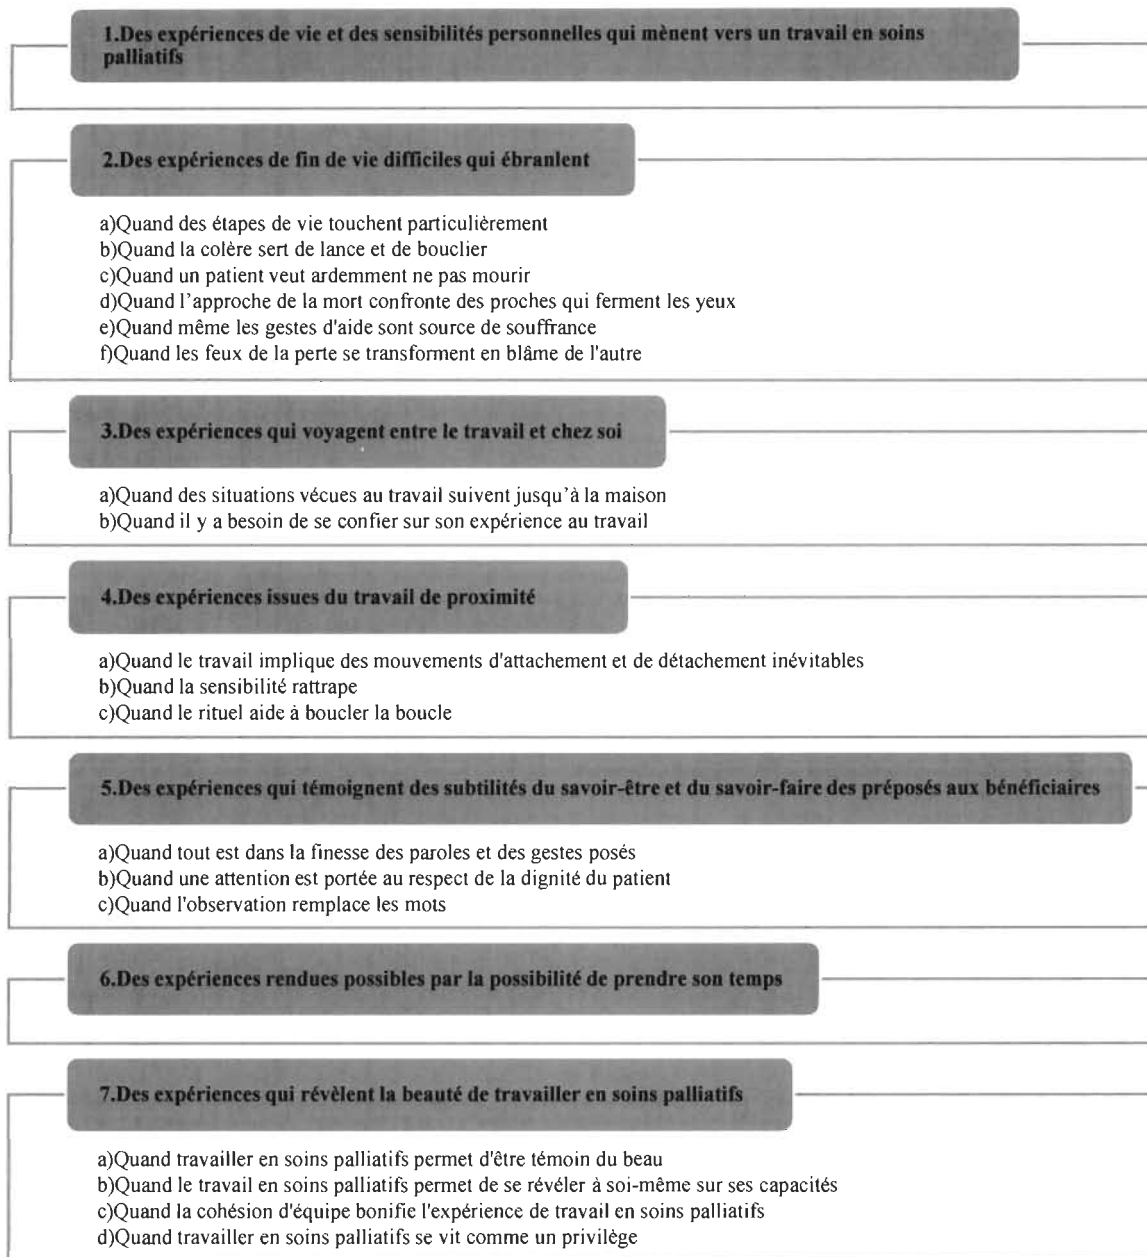 1.Des expériences de vie et des sensibilités personnelles qui mènent vers un travail en soins
palliatifs
2.Des expériences de fin de vie difficiles qui ébranlent
a)Quand des étapes de vie touchent particulièrement
b)Quand la colère sert de lance et de bouclier
c)Quand un patient veut ardemment ne pas mourir
d)Quand l'approche de la mort confronte des proches qui ferment les yeux
e)Quand même les gestes d'aide sont source de souffrance
f)Quand les feux de la perte se transforment en blâme de l'autre
3.Des expériences qui voyagent entre le travail et chez soi
a)Quand des situations vécues au travail suivent jusqu'à la maison
b)Quand il y a besoin de se confier sur son expérience au travail
4.Des expériences issues du travail de proximité
a)Quand le travail implique des mouvements d'attachement et de détachement inévitables
b)Quand la sensibilité rattrape
c)Quand le rituel aide à boucler la boucle
5.Des expériences qui témoignent des subtilités du savoir-être et du savoir-faire des préposés aux bénéficiaires
a)Quand tout est dans la finesse des paroles et des gestes posés
b)Quand une attention est portée au respect de la dignité du patient
c)Quand l'observation remplace les mots
6.Des expériences rendues possibles par la possibilité de prendre son temps
7.Des expériences qui révèlent la beauté de travailler en soins palliatifs
a)Quand travailler en soins palliatifs permet d'être témoin du beau
b)Quand le travail en soins palliatifs permet de se révéler à soi-même sur ses capacités
c)Quand la cohésion d'équipe bonifie l'expérience de travail en soins palliatifs
d)Quand travailler en soins palliatifs se vit comme un privilège